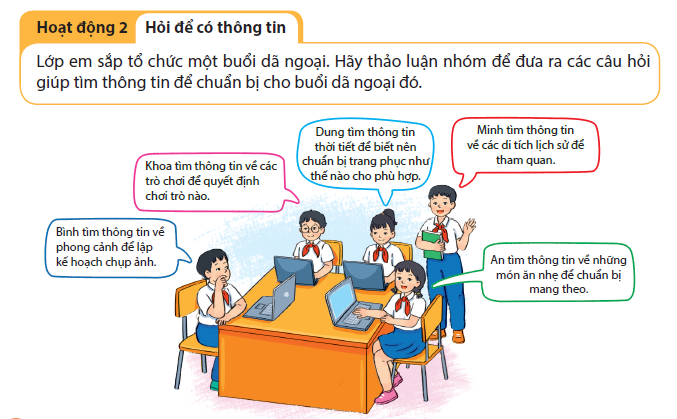 Hoạt động 2 Hỏi để có thông tin
Lớp em sắp tổ chức một buổi dã ngoại. Hãy thảo luận nhóm để đưa ra các câu hỏi
giúp tìm thông tin để chuẩn bị cho buổi dã ngoại đó.
Dung tìm thông tin
thời tiết để biết nên
chuẩn bị trang phục như
thế nào cho phù hợp.
Minh tìm thông tin
về các di tích lịch sử để
tham quan.
Khoa tìm thông tin về các
trò chơi để quyết định
chơi trò nào.
Bình tìm thông tin về
phong cảnh để lập
kế hoạch chụp ảnh.
An tìm thông tin về những
món ăn nhẹ để chuẩn bị
mang theo.